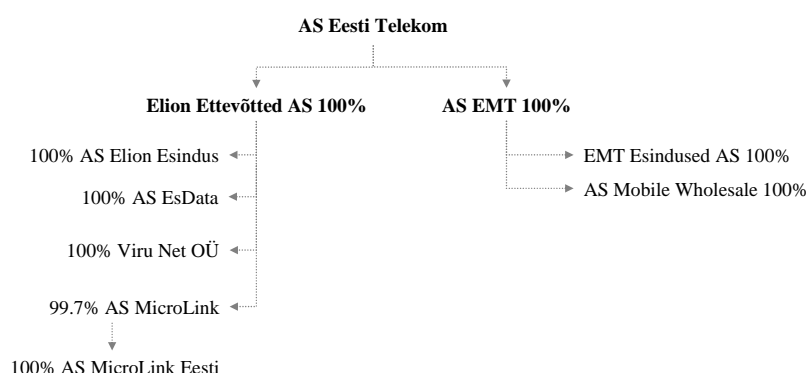 AS Eesti Telekom
Elion Ettevõtted AS 100%
AS EMT 100%
100% AS Elion Esindus
EMT Esindused AS 100%
100% AS EsData
AS Mobile Wholesale 100%
100% Viru Net OÜ
99.7% AS MicroLink
100% AS MicroLink Eesti